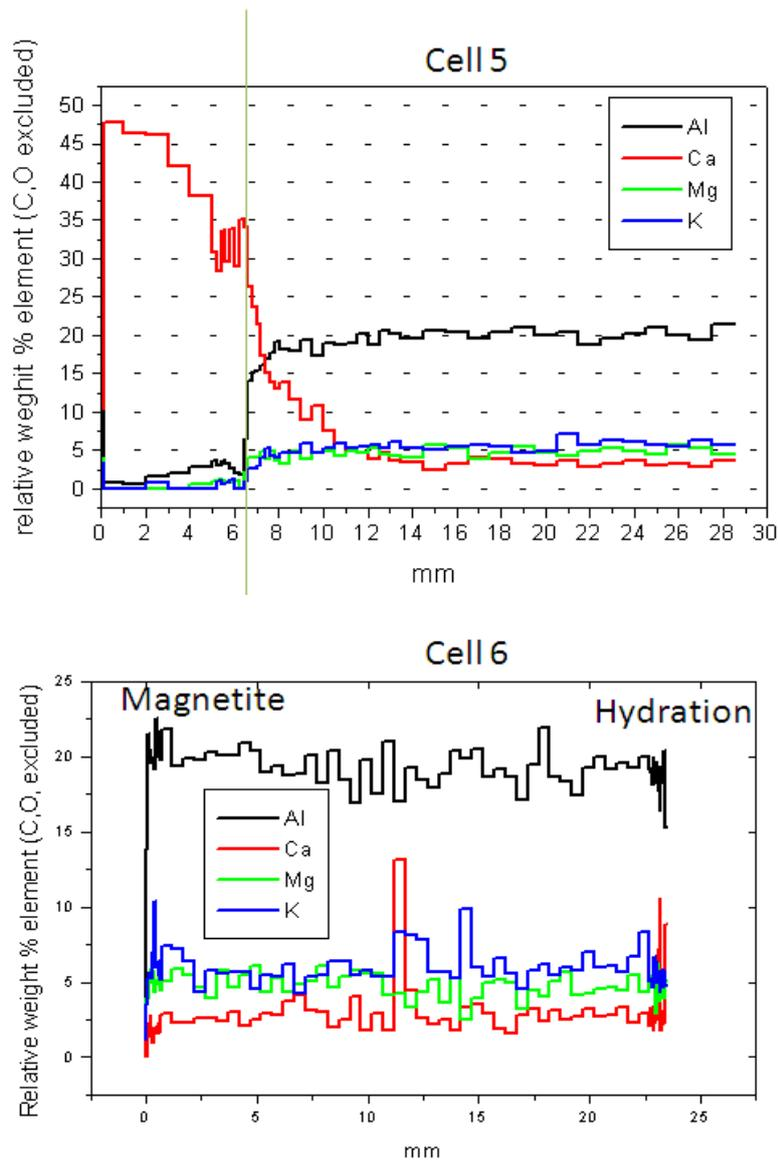 Cell 5
relative weghit % element (C,O excluded)
50
45
40
35
30
25
20
15
10
5
0
Al
Ca
Mg
K
0 2 4 6 8 10 12 14 16 18 20 22 24 26 28 30
mm
Cell 6
Relative weight % element (C,O, excluded)
25
20
15
10
5
0
Magnetite
Hydration
Al
Ca
Mg
K
0 5 10 15 20 25
mm